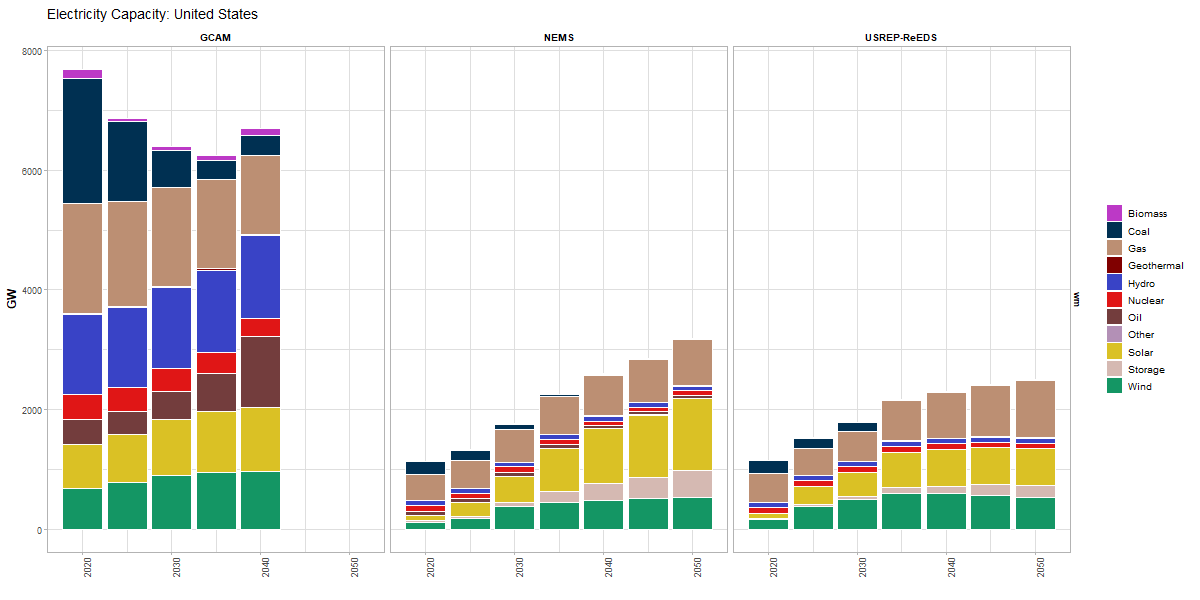 Electricity Capacity: United States
GCAM
NEMS
USREP-ReEDS
8000
6000
4000
2000
0
GW
wm
2020
2030
2040
2050
2020
2030
2040
2050
2020
2030
2040
2050
Biomass
Coal
Gas
Geothermal
Hydro
Nuclear
Oil
Other
Solar
Storage
Wind